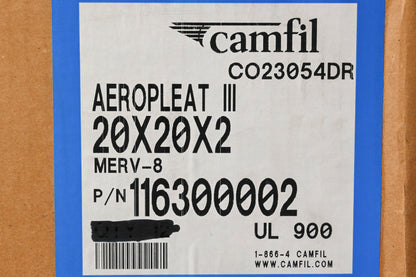 camfil
CO23054DR
AEROPLEAT III
20X20X2
MERV-8
P/N 116300002
UL 900
1-866-4 CAMFIL
WWW.CAMFIL.COM